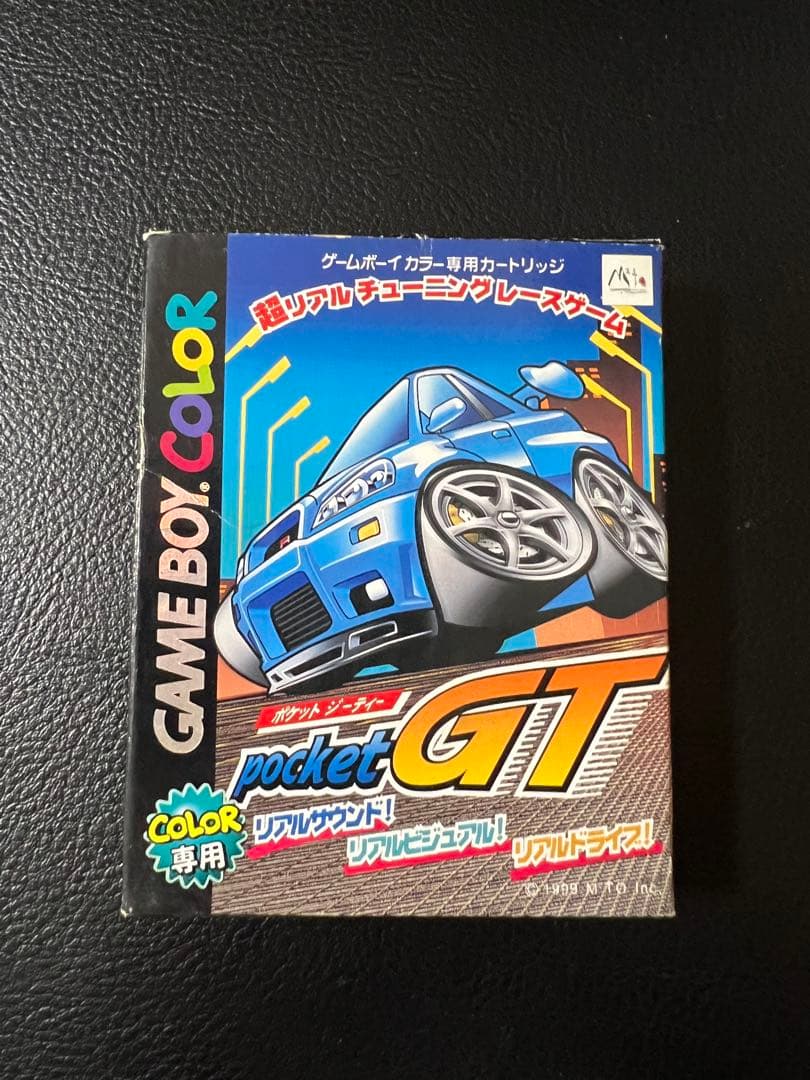 GAME BOY COLOR
ゲームボーイ カラー専用カートリッジ
超リアル チューニング レースゲーム
ポケット ジーティー
pocket GT
COLOR
専用
リアルサウンド!
リアルビジュアル!
リアルドライブ!
© 1999 M T O Inc.